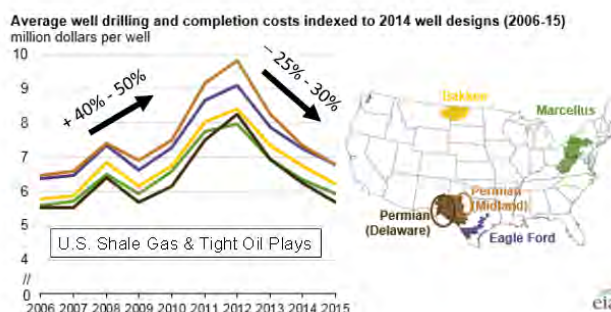 Average well drilling and completion costs indexed to 2014 well designs (2006-15)
million dollars per well
10
9
8
7
6
5
4
//
0
2006 2007 2008 2009 2010 2011 2012 2013 2014 2015
+ 40% - 50%
– 25% - 30%
U.S. Shale Gas & Tight Oil Plays
Bakken
Marcellus
Permian
(Midland)
Permian
(Delaware)
Eagle Ford
eia